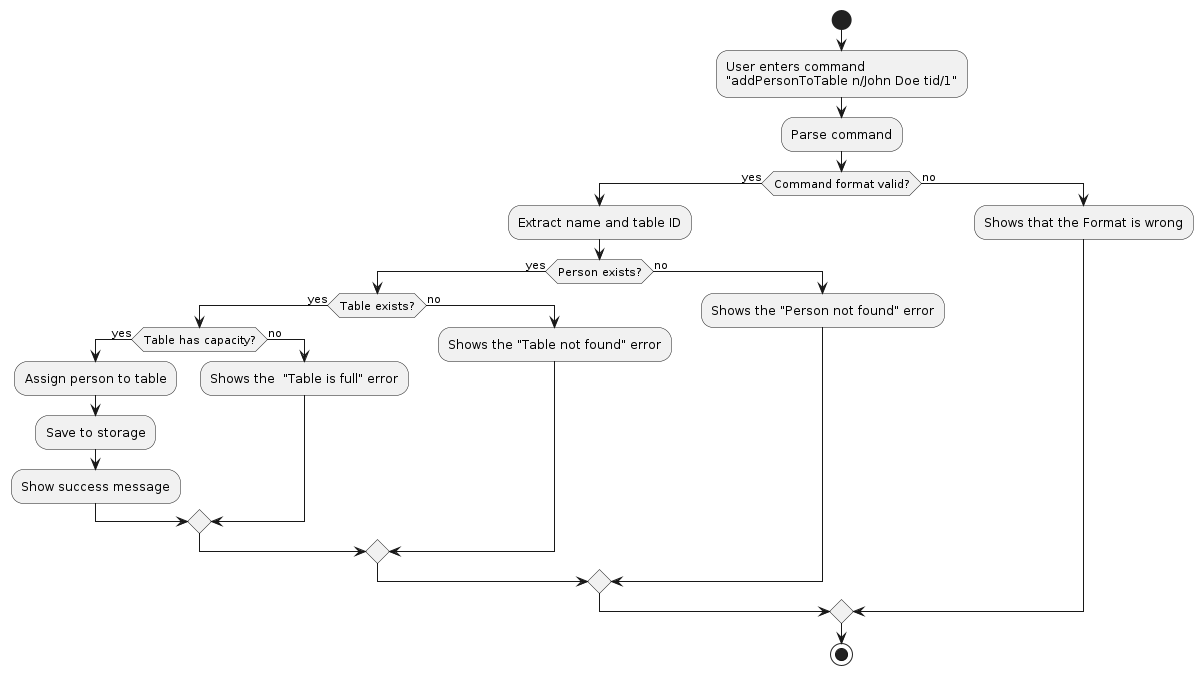 User enters command
"addPersonToTable n/John Doe tid/1"
Parse command
yes
Command format valid?
no
Extract name and table ID
Shows that the Format is wrong
yes
Person exists?
no
yes
Table exists?
no
Shows the "Person not found" error
yes
Table has capacity?
no
Shows the "Table not found" error
Assign person to table
Shows the  "Table is full" error
Save to storage
Show success message